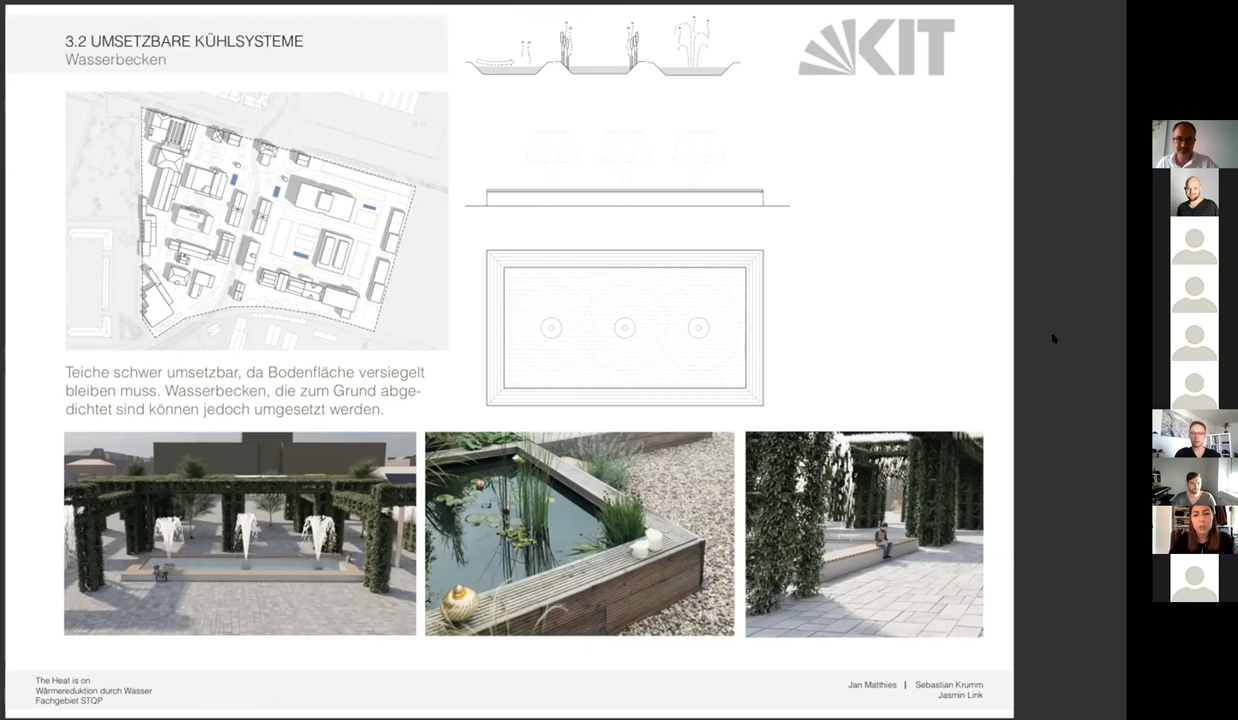 3.2 UMSETZBARE KÜHLSYSTEME
Wasserbecken
KIT
Teiche schwer umsetzbar, da Bodenfläche versiegelt
bleiben muss. Wasserbecken, die zum Grund abge-
dichtet sind können jedoch umgesetzt werden.
The Heat is on
Wärmereduktion durch Wasser
Fachgebiet STQP
Jan Matthies | Sebastian Krumm
Jasmin Link